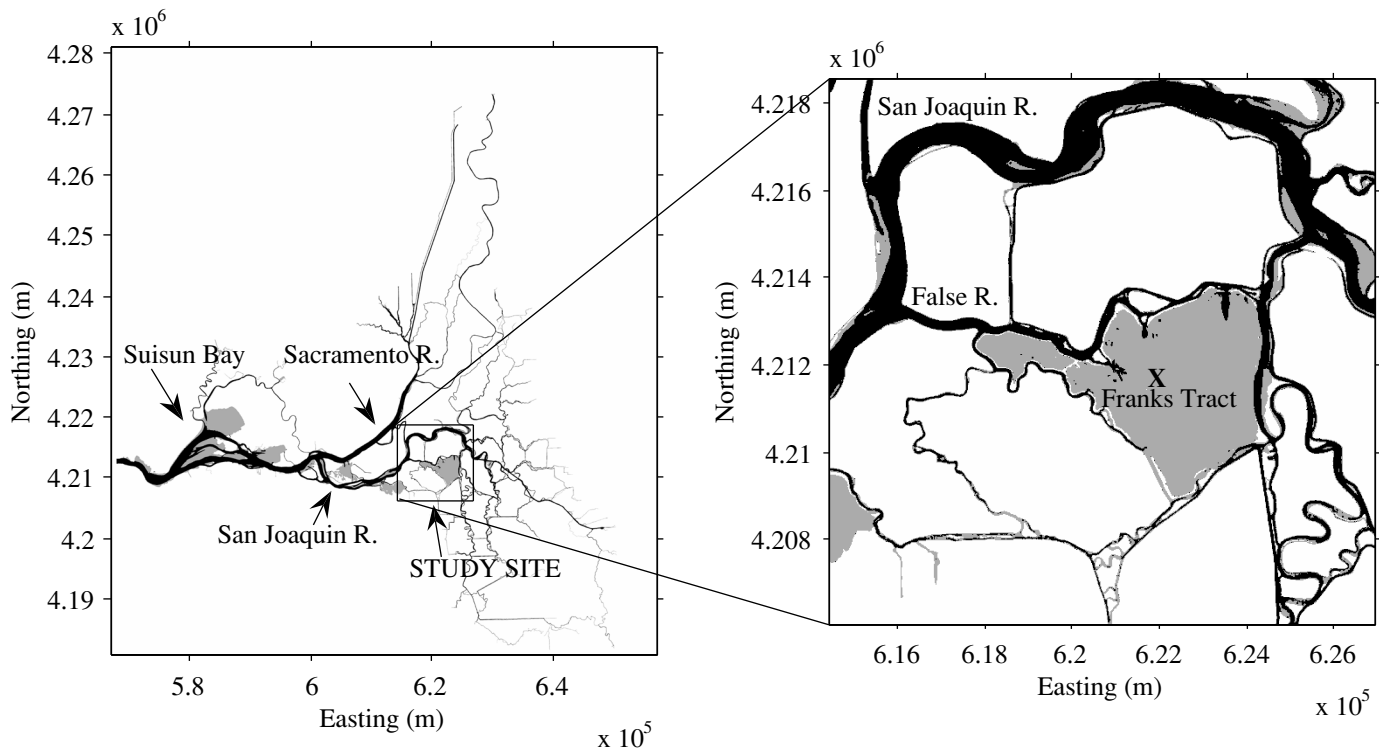 x 10^6
4.28
4.27
4.26
4.25
4.24
4.23
4.22
4.21
4.2
4.19
Northing (m)
Suisun Bay
Sacramento R.
San Joaquin R.
STUDY SITE
5.8
6
6.2
6.4
Easting (m)
x 10^5
x 10^6
4.218
4.216
4.214
4.212
4.21
4.208
Northing (m)
San Joaquin R.
False R.
X
Franks Tract
6.16
6.18
6.2
6.22
6.24
6.26
Easting (m)
x 10^5